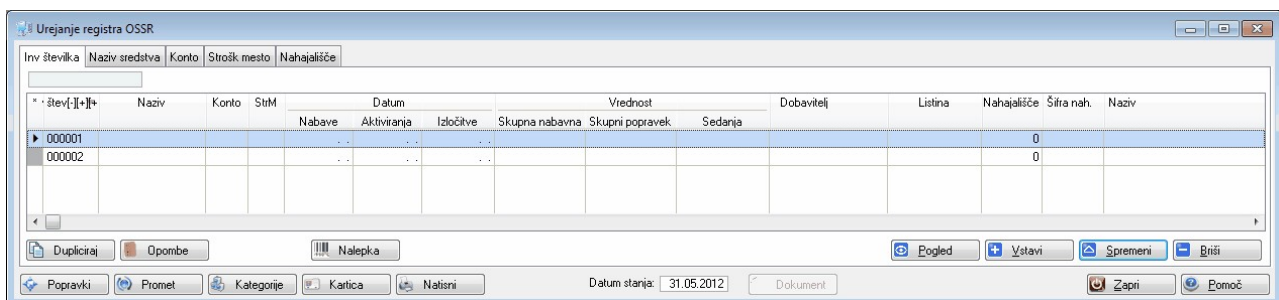 Urejanje registra OSSR
Inv številka Naziv sredstva Konto Strošk mesto Nahajališče
* štev[-][+][+ Naziv Konto StrM Datum Vrednost Dobavitelj Listina Nahajališče Šifra nah. Naziv
Nabave Aktiviranja Izločitve Skupna nabavna Skupni popravek Sedanja
000001 . . . . . . 0
000002 . . . . . . 0
Dupliciraj Opombe Nalepka Pogled Vstavi Spremeni Briši
Popravki Promet Kategorije Kartica Natisni Datum stanja: 31.05.2012 Dokument Zapri Pomoč